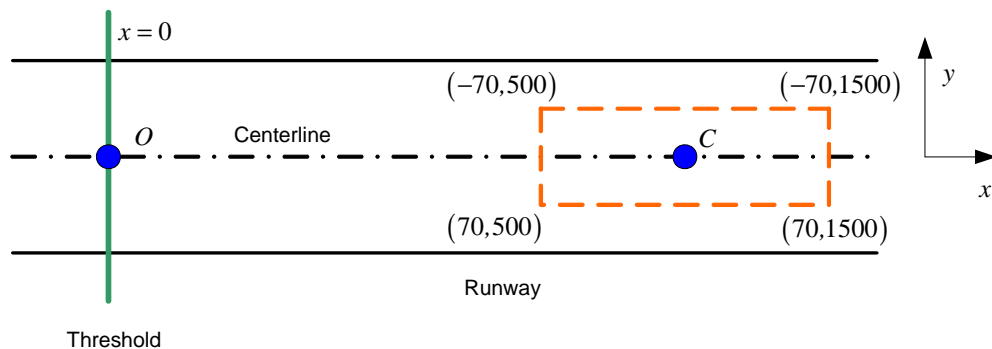 x = 0
(−70,500)
(−70,1500)
y
O
Centerline
C
x
(70,500)
(70,1500)
Runway
Threshold